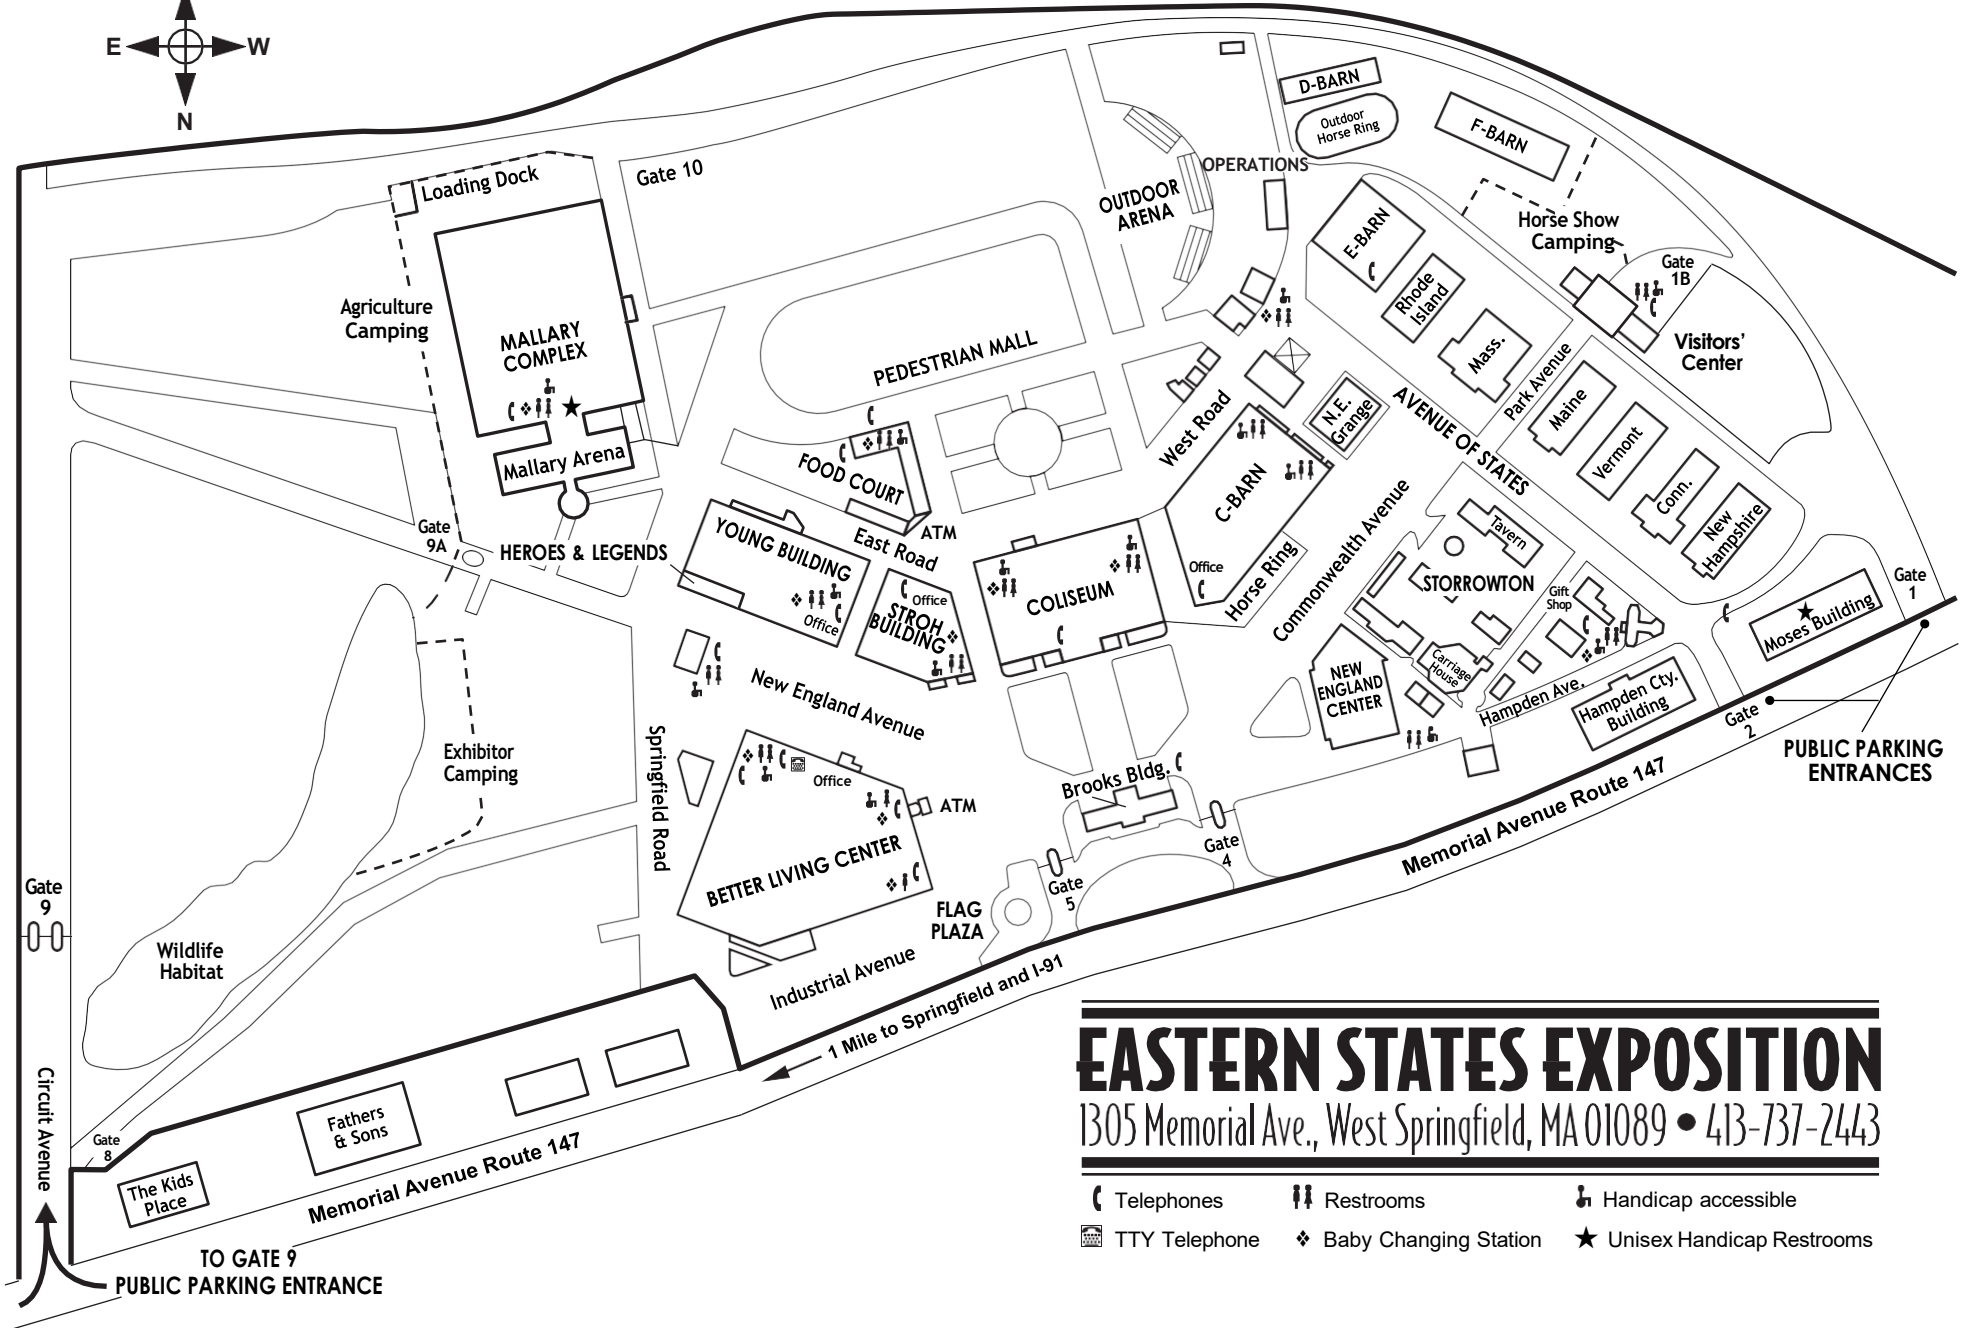 E
W
N
D-BARN
Outdoor
Horse Ring
F-BARN
OPERATIONS
Gate 10
Loading Dock
OUTDOOR
ARENA
E-BARN
Horse Show
Camping
Gate
1B
Rhode
Island
Visitors'
Center
Agriculture
Camping
MALLARY
COMPLEX
PEDESTRIAN MALL
Mass.
Park Avenue
Maine
N.E.
Grange
AVENUE OF STATES
West Road
Vermont
Mallary Arena
FOOD COURT
C-BARN
Conn.
New
Hampshire
Gate
9A
HEROES & LEGENDS
YOUNG BUILDING
ATM
East Road
Commonwealth Avenue
Tavern
STORROWTON
Office
Horse Ring
COLISEUM
Office
STROH
BUILDING
Office
Gift
Shop
Gate
1
Moses Building
NEW
ENGLAND
CENTER
Carriage
House
Hampden Ave.
Hampden Cty.
Building
Gate
2
PUBLIC PARKING
ENTRANCES
New England Avenue
Springfield Road
Exhibitor
Camping
Office
ATM
BETTER LIVING CENTER
Brooks Bldg.
Gate
4
Gate
5
Memorial Avenue Route 147
FLAG
PLAZA
Gate
9
Wildlife
Habitat
Industrial Avenue
1 Mile to Springfield and I-91
Circuit Avenue
Gate
8
Fathers
& Sons
The Kids
Place
Memorial Avenue Route 147
TO GATE 9
PUBLIC PARKING ENTRANCE
EASTERN STATES EXPOSITION
1305 Memorial Ave., West Springfield, MA 01089 • 413-737-2443
Telephones
Restrooms
Handicap accessible
TTY Telephone
Baby Changing Station
Unisex Handicap Restrooms